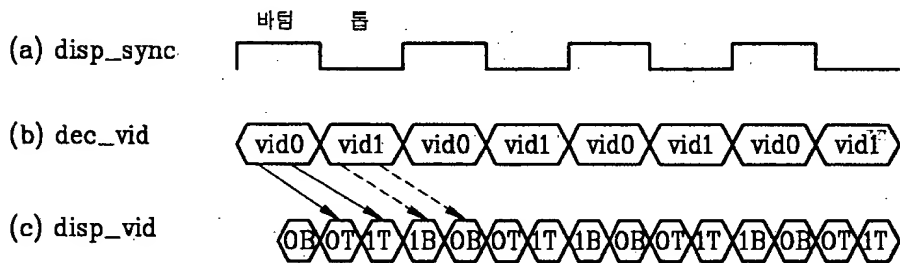 바텀 톱
(a) disp_sync
(b) dec_vid vid0 vid1 vid0 vid1 vid0 vid1 vid0 vid1
(c) disp_vid 0B 0T 1T 1B 0B 0T 1T 1B 0B 0T 1T 1B 0B 0T 1T